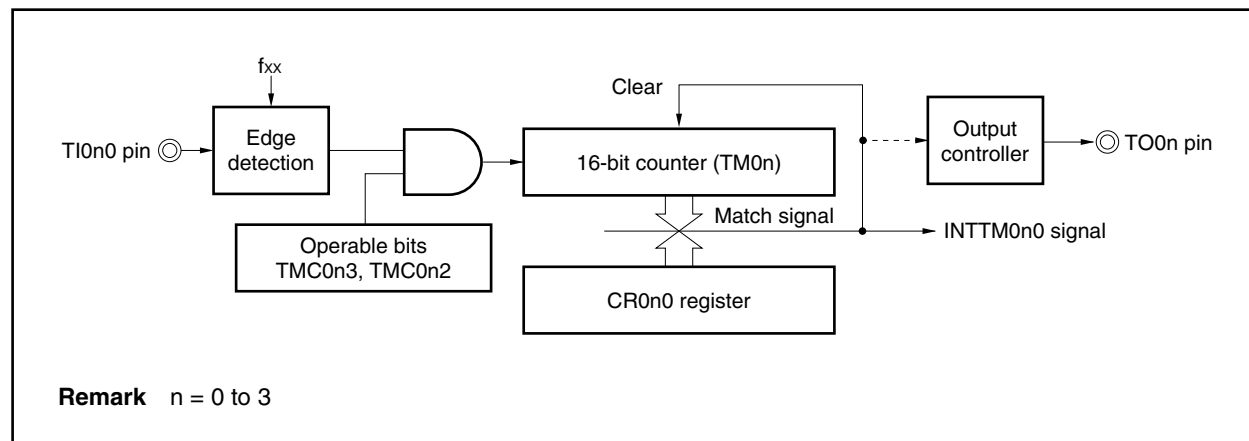 fxx
Clear
TI0n0 pin
Edge
detection
16-bit counter (TM0n)
Output
controller
TO0n pin
Match signal
INTTM0n0 signal
Operable bits
TMC0n3, TMC0n2
CR0n0 register
Remark n = 0 to 3